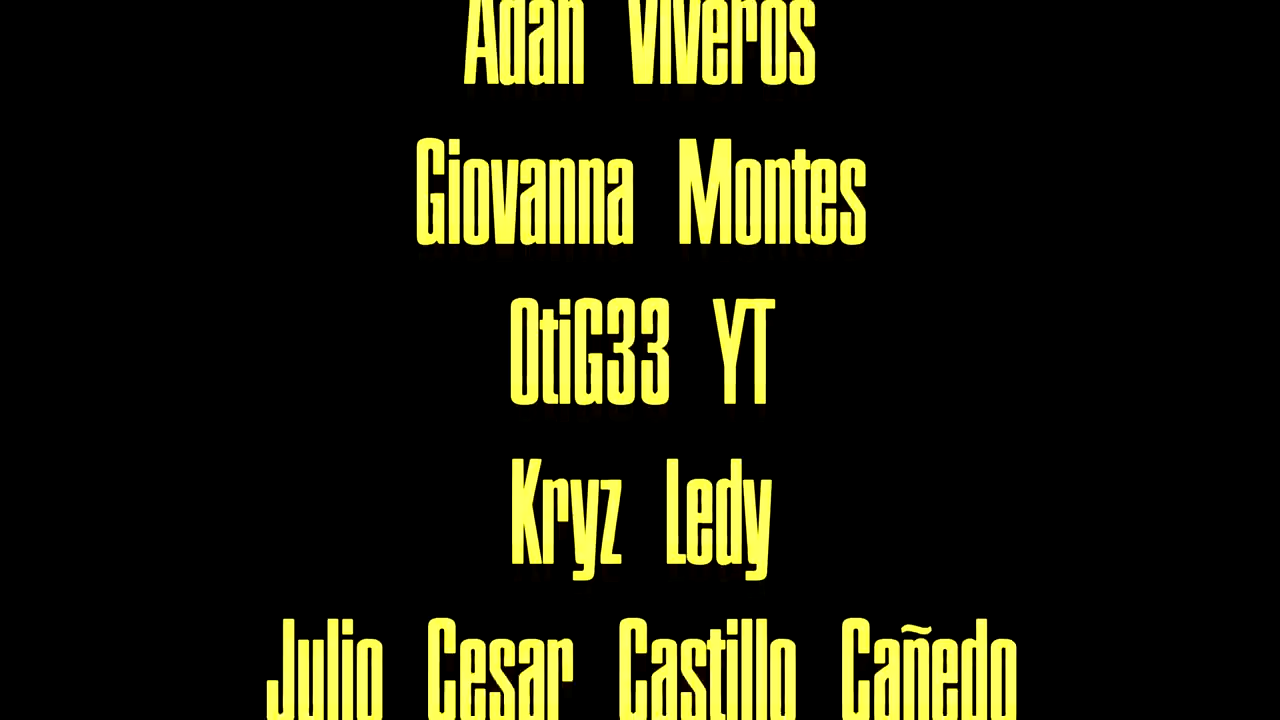 Adan Viveros
Giovanna Montes
OtiG33 YT
Kryz Ledy
Julio Cesar Castillo Cañedo